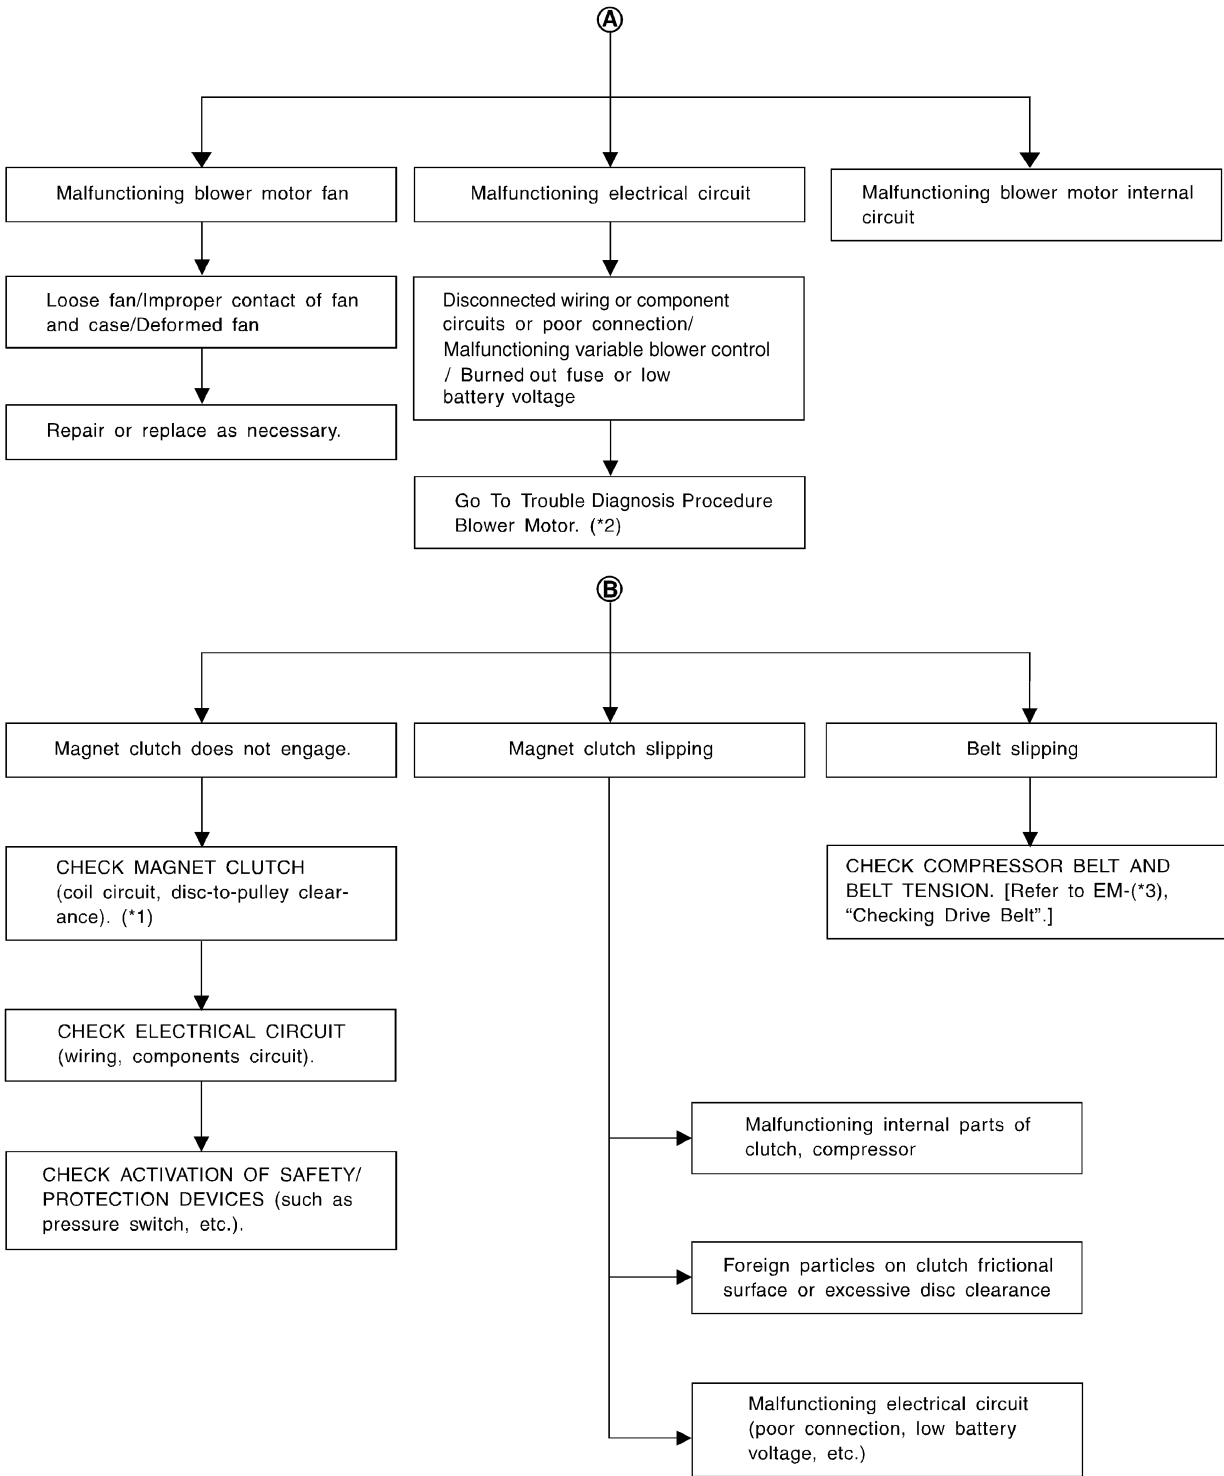 A
Malfunctioning blower motor fan
Malfunctioning electrical circuit
Malfunctioning blower motor internal
circuit
Loose fan/Improper contact of fan
and case/Deformed fan
Disconnected wiring or component
circuits or poor connection/
Malfunctioning variable blower control
/ Burned out fuse or low
battery voltage
Repair or replace as necessary.
Go To Trouble Diagnosis Procedure
Blower Motor. (*2)
B
Magnet clutch does not engage.
Magnet clutch slipping
Belt slipping
CHECK MAGNET CLUTCH
(coil circuit, disc-to-pulley clear-
ance). (*1)
CHECK COMPRESSOR BELT AND
BELT TENSION. [Refer to EM-(*3),
“Checking Drive Belt”.]
CHECK ELECTRICAL CIRCUIT
(wiring, components circuit).
CHECK ACTIVATION OF SAFETY/
PROTECTION DEVICES (such as
pressure switch, etc.).
Malfunctioning internal parts of
clutch, compressor
Foreign particles on clutch frictional
surface or excessive disc clearance
Malfunctioning electrical circuit
(poor connection, low battery
voltage, etc.)